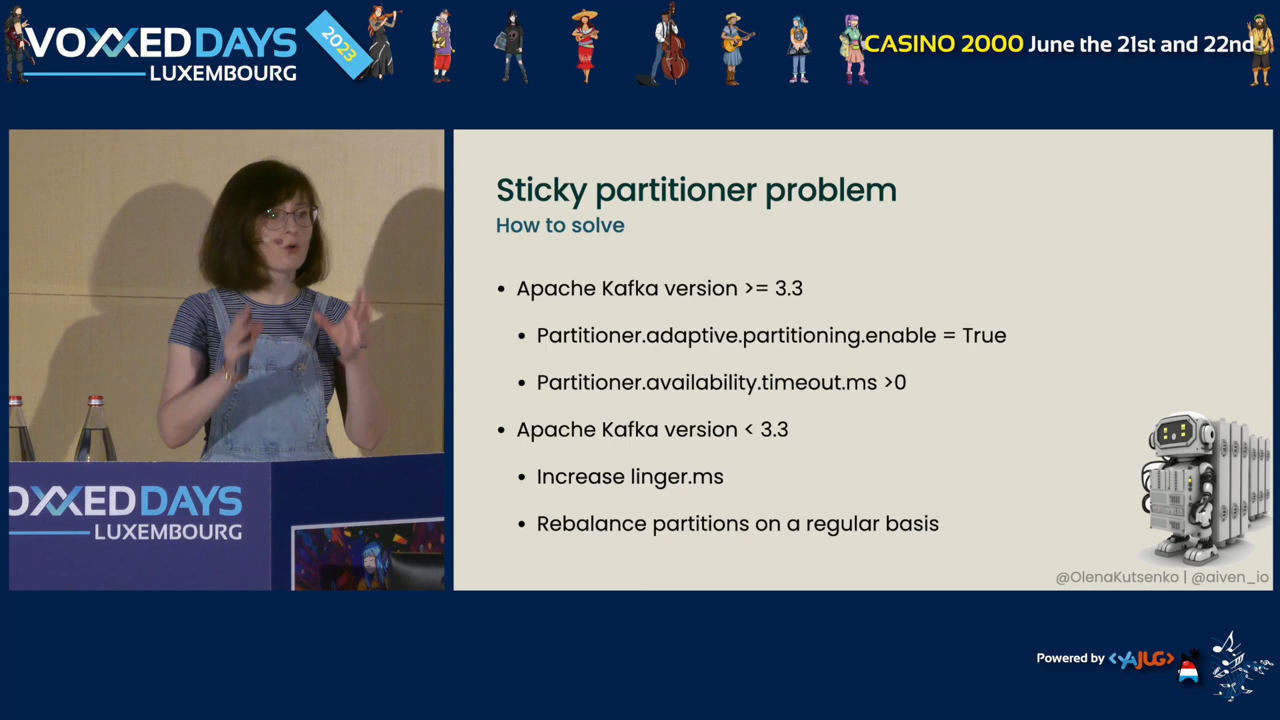 VOXXED DAYS
LUXEMBOURG
2023
CASINO 2000 June the 21st and 22nd
Sticky partitioner problem
How to solve
• Apache Kafka version >= 3.3
• Partitioner.adaptive.partitioning.enable = True
• Partitioner.availability.timeout.ms >0
• Apache Kafka version < 3.3
• Increase linger.ms
• Rebalance partitions on a regular basis
@OlenaKutsenko | @aiven_io
OXXED DAYS
LUXEMBOURG
Powered by <YAJUG>